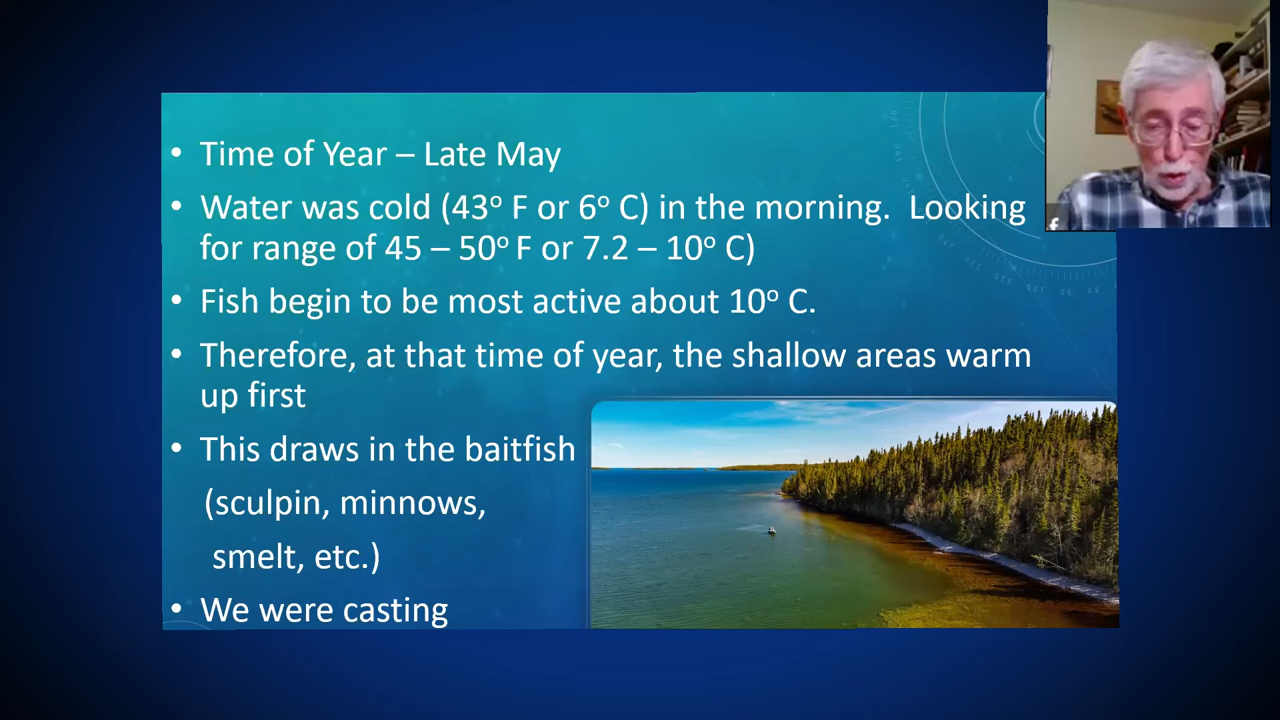 • Time of Year – Late May
• Water was cold (43º F or 6º C) in the morning.  Looking
for range of 45 – 50º F or 7.2 – 10º C)
• Fish begin to be most active about 10º C.
• Therefore, at that time of year, the shallow areas warm
up first
• This draws in the baitfish
(sculpin, minnows,
smelt, etc.)
• We were casting